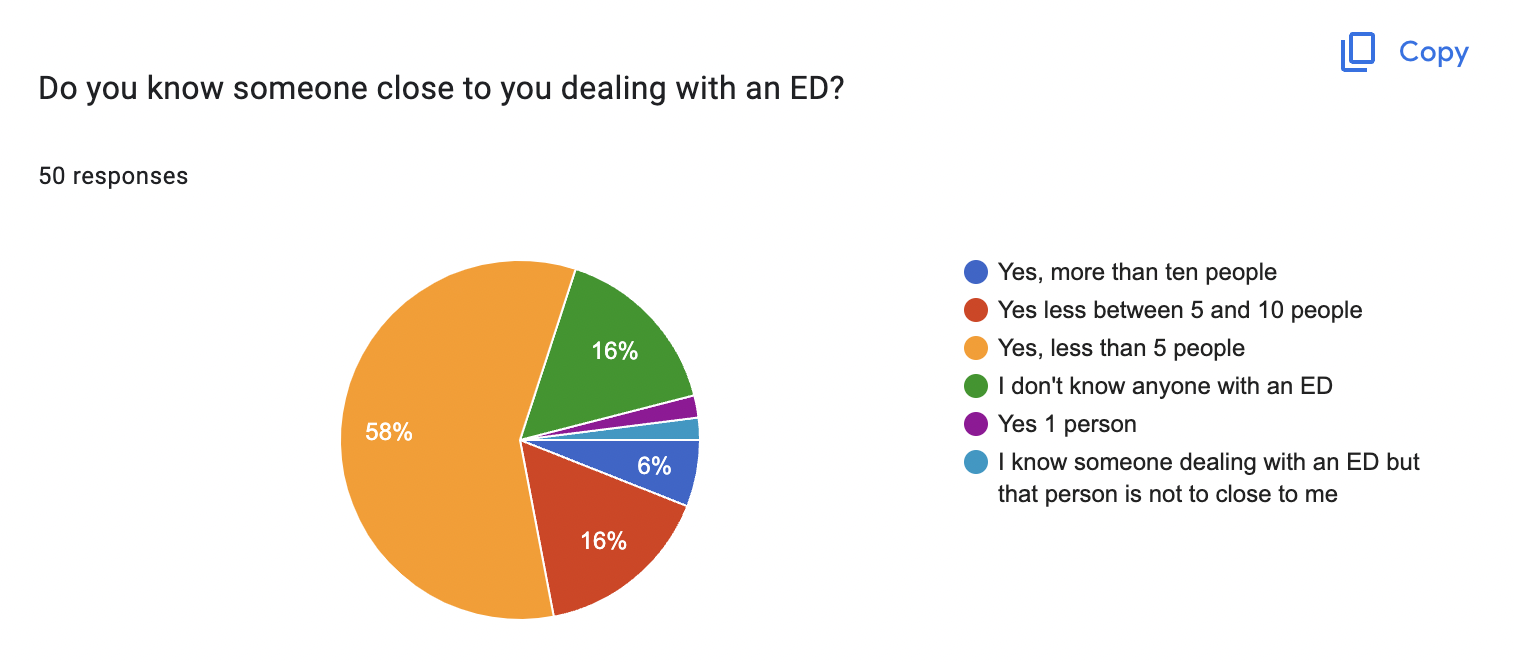 Copy
Do you know someone close to you dealing with an ED?
50 responses
Yes, more than ten people
Yes less between 5 and 10 people
Yes, less than 5 people
I don't know anyone with an ED
Yes 1 person
I know someone dealing with an ED but
that person is not to close to me
16%
58%
6%
16%